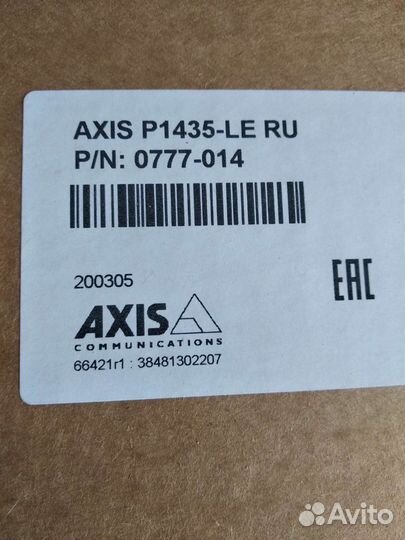 AXIS P1435-LE RU
P/N: 0777-014
200305
EAC
AXIS
COMMUNICATIONS
66421r1 : 38481302207
Avito